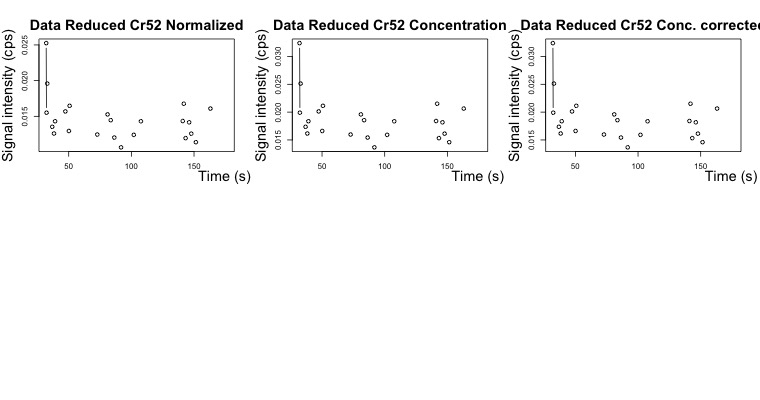 Data Reduced Cr52 Normalized
Signal intensity (cps)
0.015 0.020 0.025
50 100 150
Time (s)
Data Reduced Cr52 Concentration
Signal intensity (cps)
0.015 0.020 0.025 0.030
50 100 150
Time (s)
Data Reduced Cr52 Conc. corrected
Signal intensity (cps)
0.015 0.020 0.025 0.030
50 100 150
Time (s)